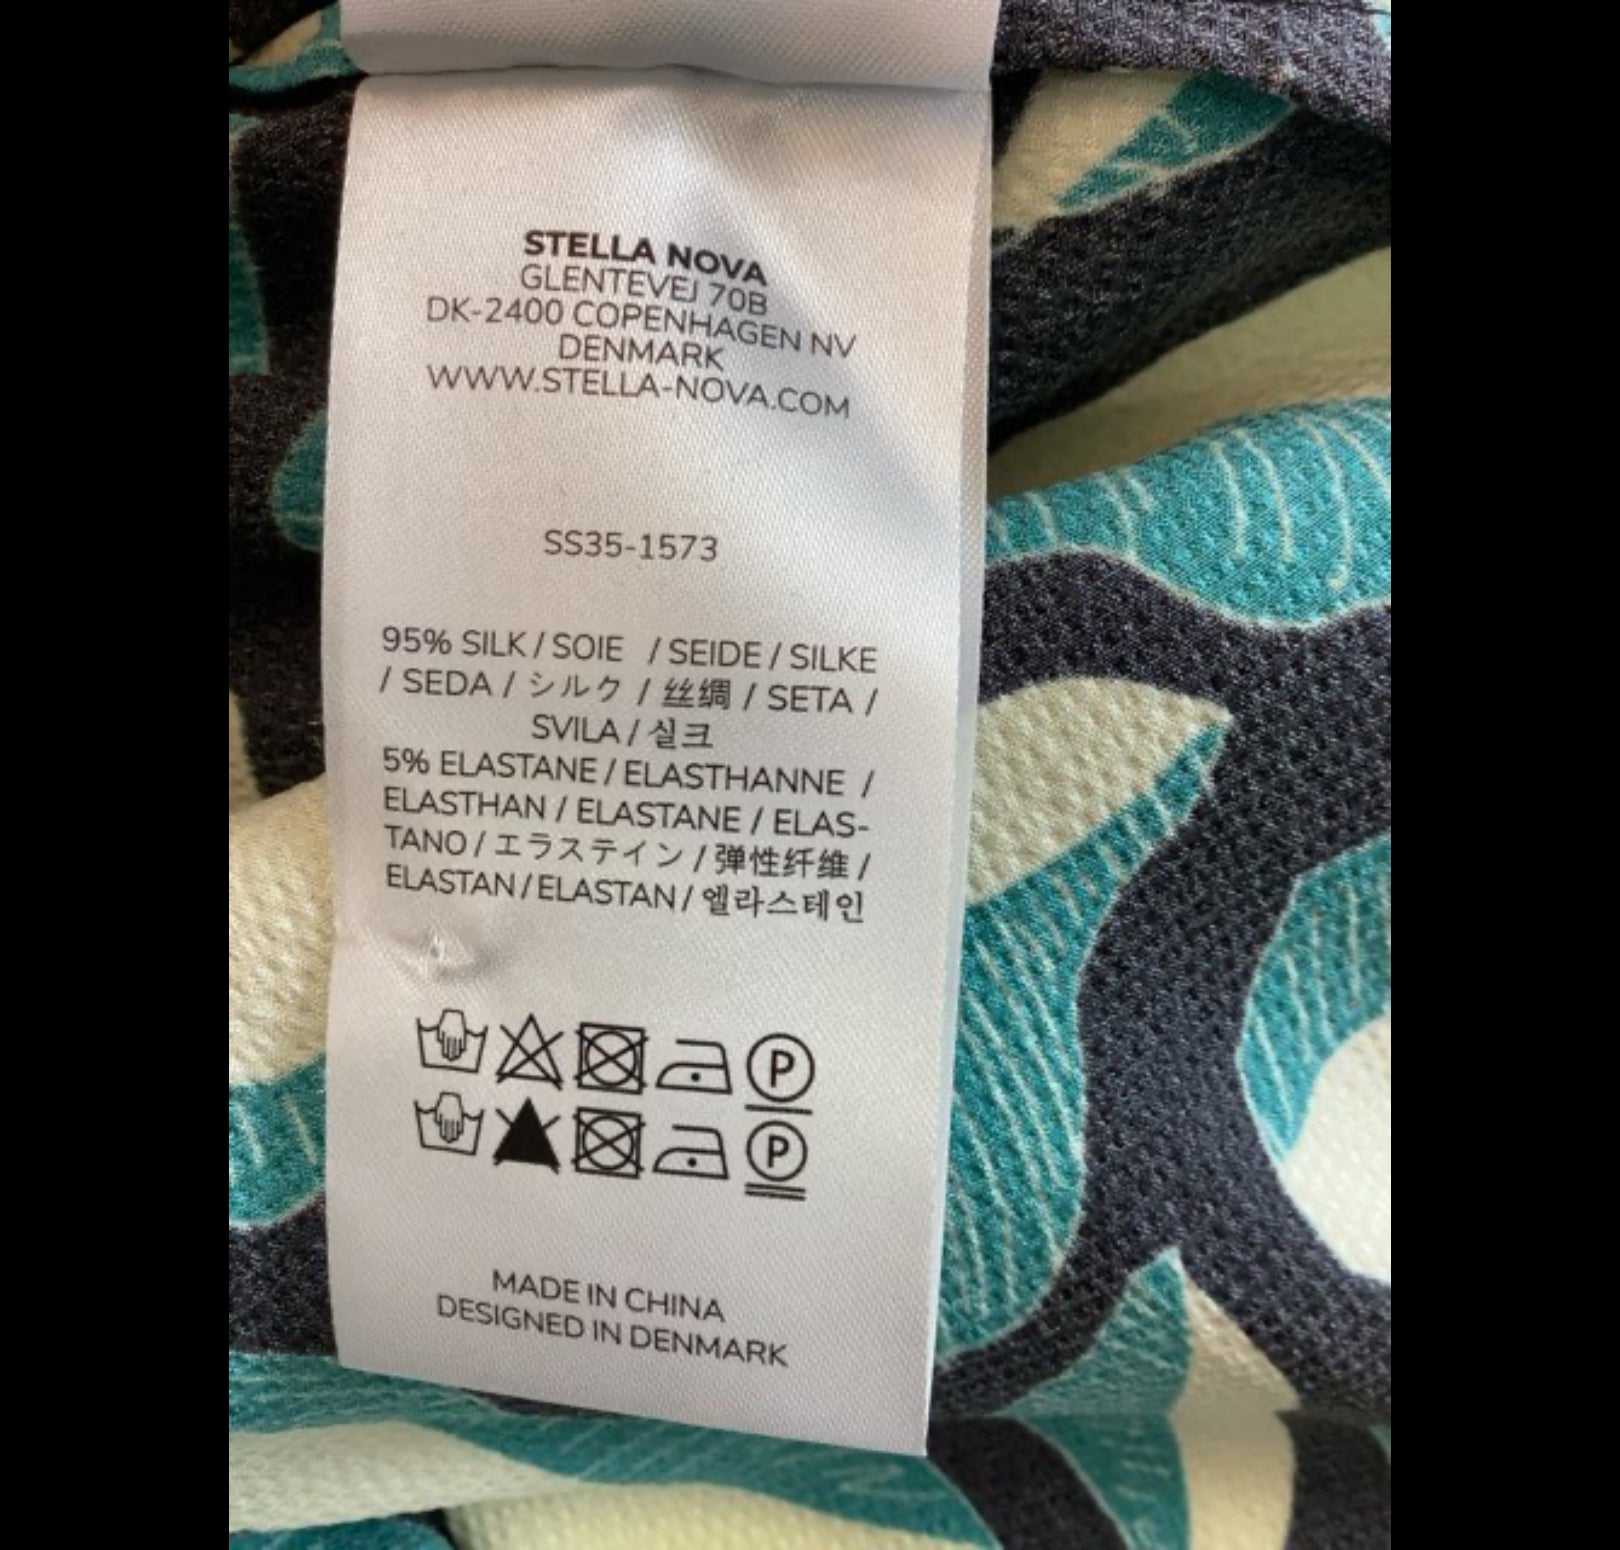 STELLA NOVA
GLENTEVEJ 70B
DK-2400 COPENHAGEN NV
DENMARK
WWW.STELLA-NOVA.COM
SS35-1573
95% SILK / SOIE / SEIDE / SILKE
/ SEDA / シルク / 丝绸 / SETA /
SVILA / 실크
5% ELASTANE / ELASTHANNE /
ELASTHAN / ELASTANE / ELAS-
TANO / エラステイン / 弹性纤维 /
ELASTAN / ELASTAN / 엘라스테인
P
P
MADE IN CHINA
DESIGNED IN DENMARK